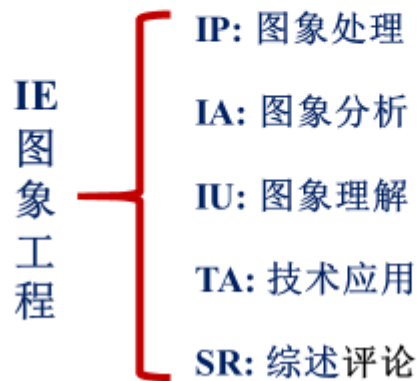 IE
图
象
工
程
IP: 图象处理
IA: 图象分析
IU: 图象理解
TA: 技术应用
SR: 综述评论